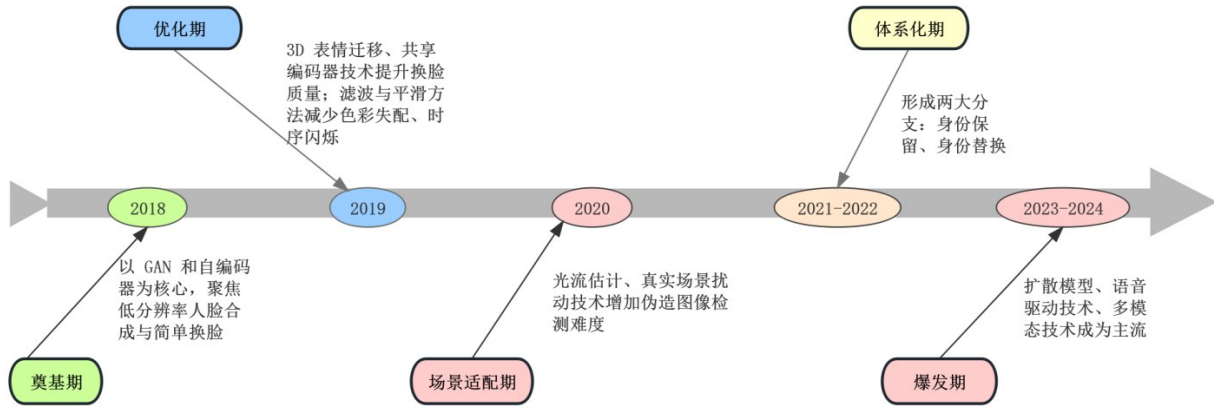 优化期
体系化期
3D 表情迁移、共享
编码器技术提升换脸
质量；滤波与平滑方
法减少色彩失配、时
序闪烁
形成两大分
支：身份保
留、身份替换
2018
2019
2020
2021-2022
2023-2024
以 GAN 和自编码
器为核心，聚焦
低分辨率人脸合
成与简单换脸
光流估计、真实场景扰
动技术增加伪造图像检
测难度
扩散模型、语音
驱动技术、多模
态技术成为主流
奠基期
场景适配期
爆发期